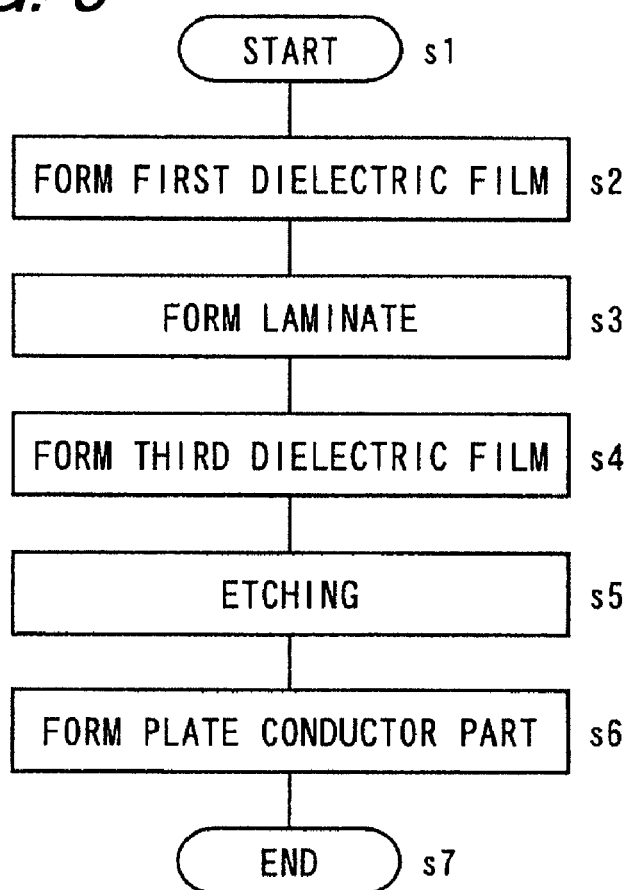 START s1
FORM FIRST DIELECTRIC FILM s2
FORM LAMINATE s3
FORM THIRD DIELECTRIC FILM s4
ETCHING s5
FORM PLATE CONDUCTOR PART s6
END s7